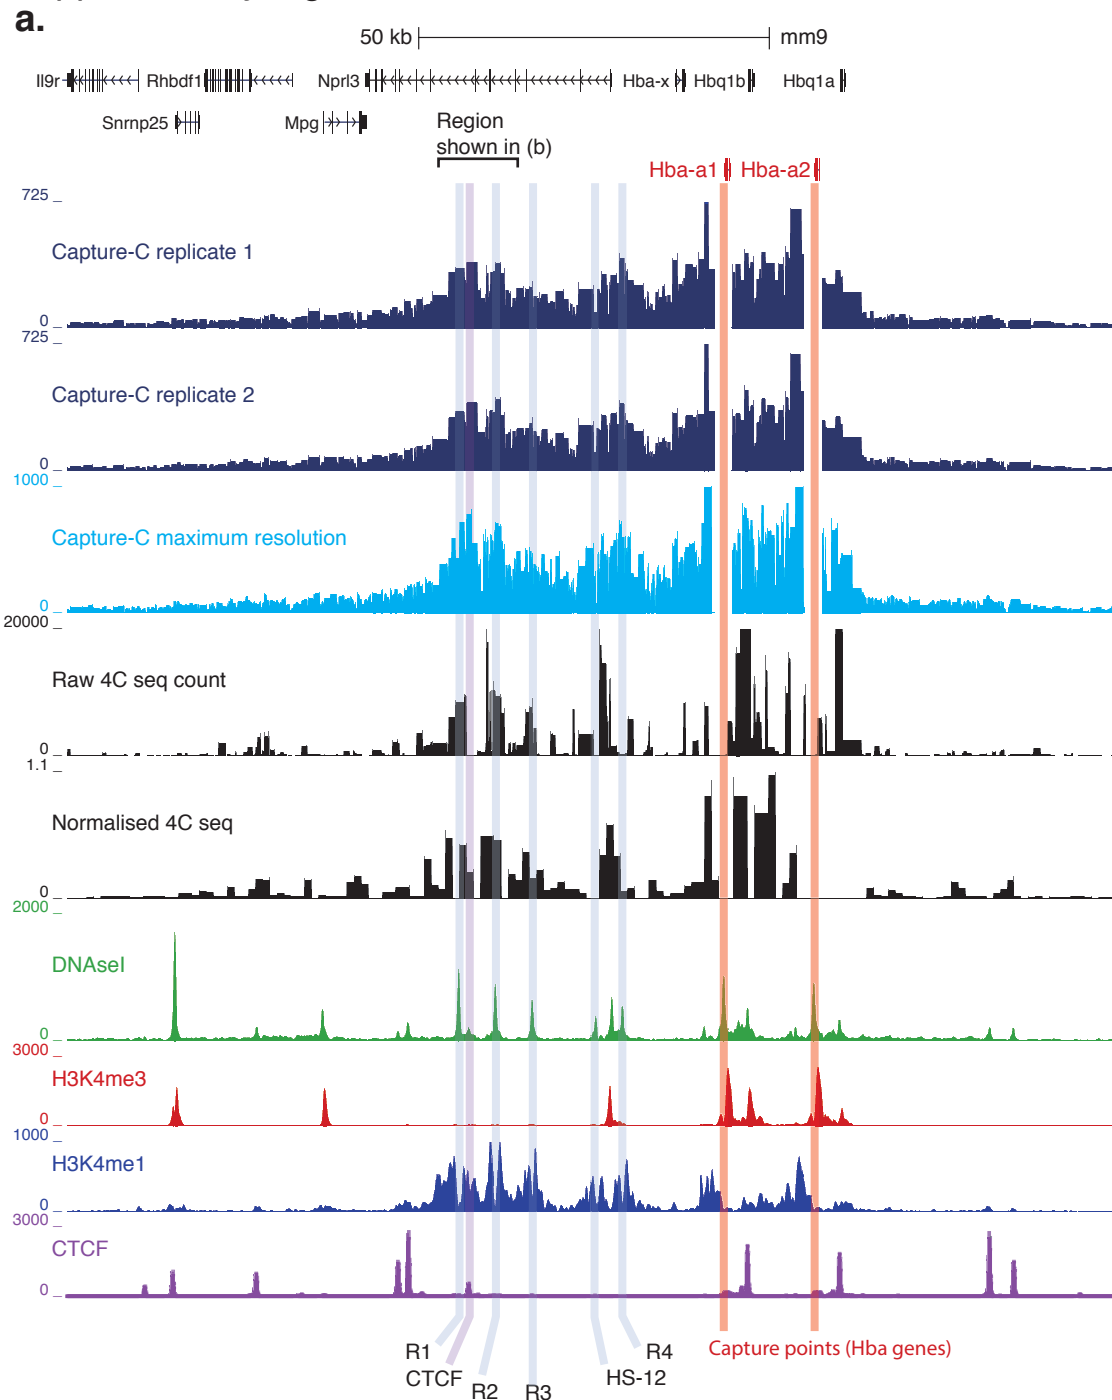 a.
50 kb mm9
Il9r Rhbdf1 Nprl3 Hba-x Hbq1b Hbq1a
Snrnp25 Mpg Region
shown in (b)
Hba-a1 Hba-a2
725
Capture-C replicate 1
0
725
Capture-C replicate 2
0
1000
Capture-C maximum resolution
0
20000
Raw 4C seq count
0
1.1
Normalised 4C seq
0
2000
DNAseI
0
3000
H3K4me3
0
1000
H3K4me1
0
3000
CTCF
0
R1 R4 Capture points (Hba genes)
CTCF HS-12
R2 R3